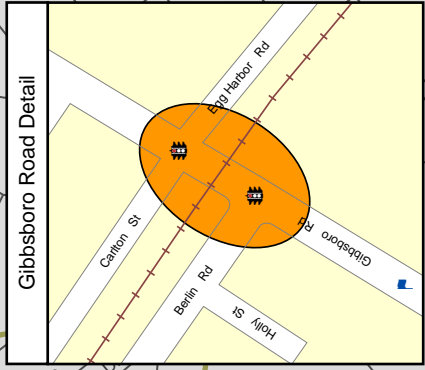 Gibbsboro Road Detail
Egg Harbor Rd
Carlton St
Gibbsboro Rd
Berlin Rd
Holly St